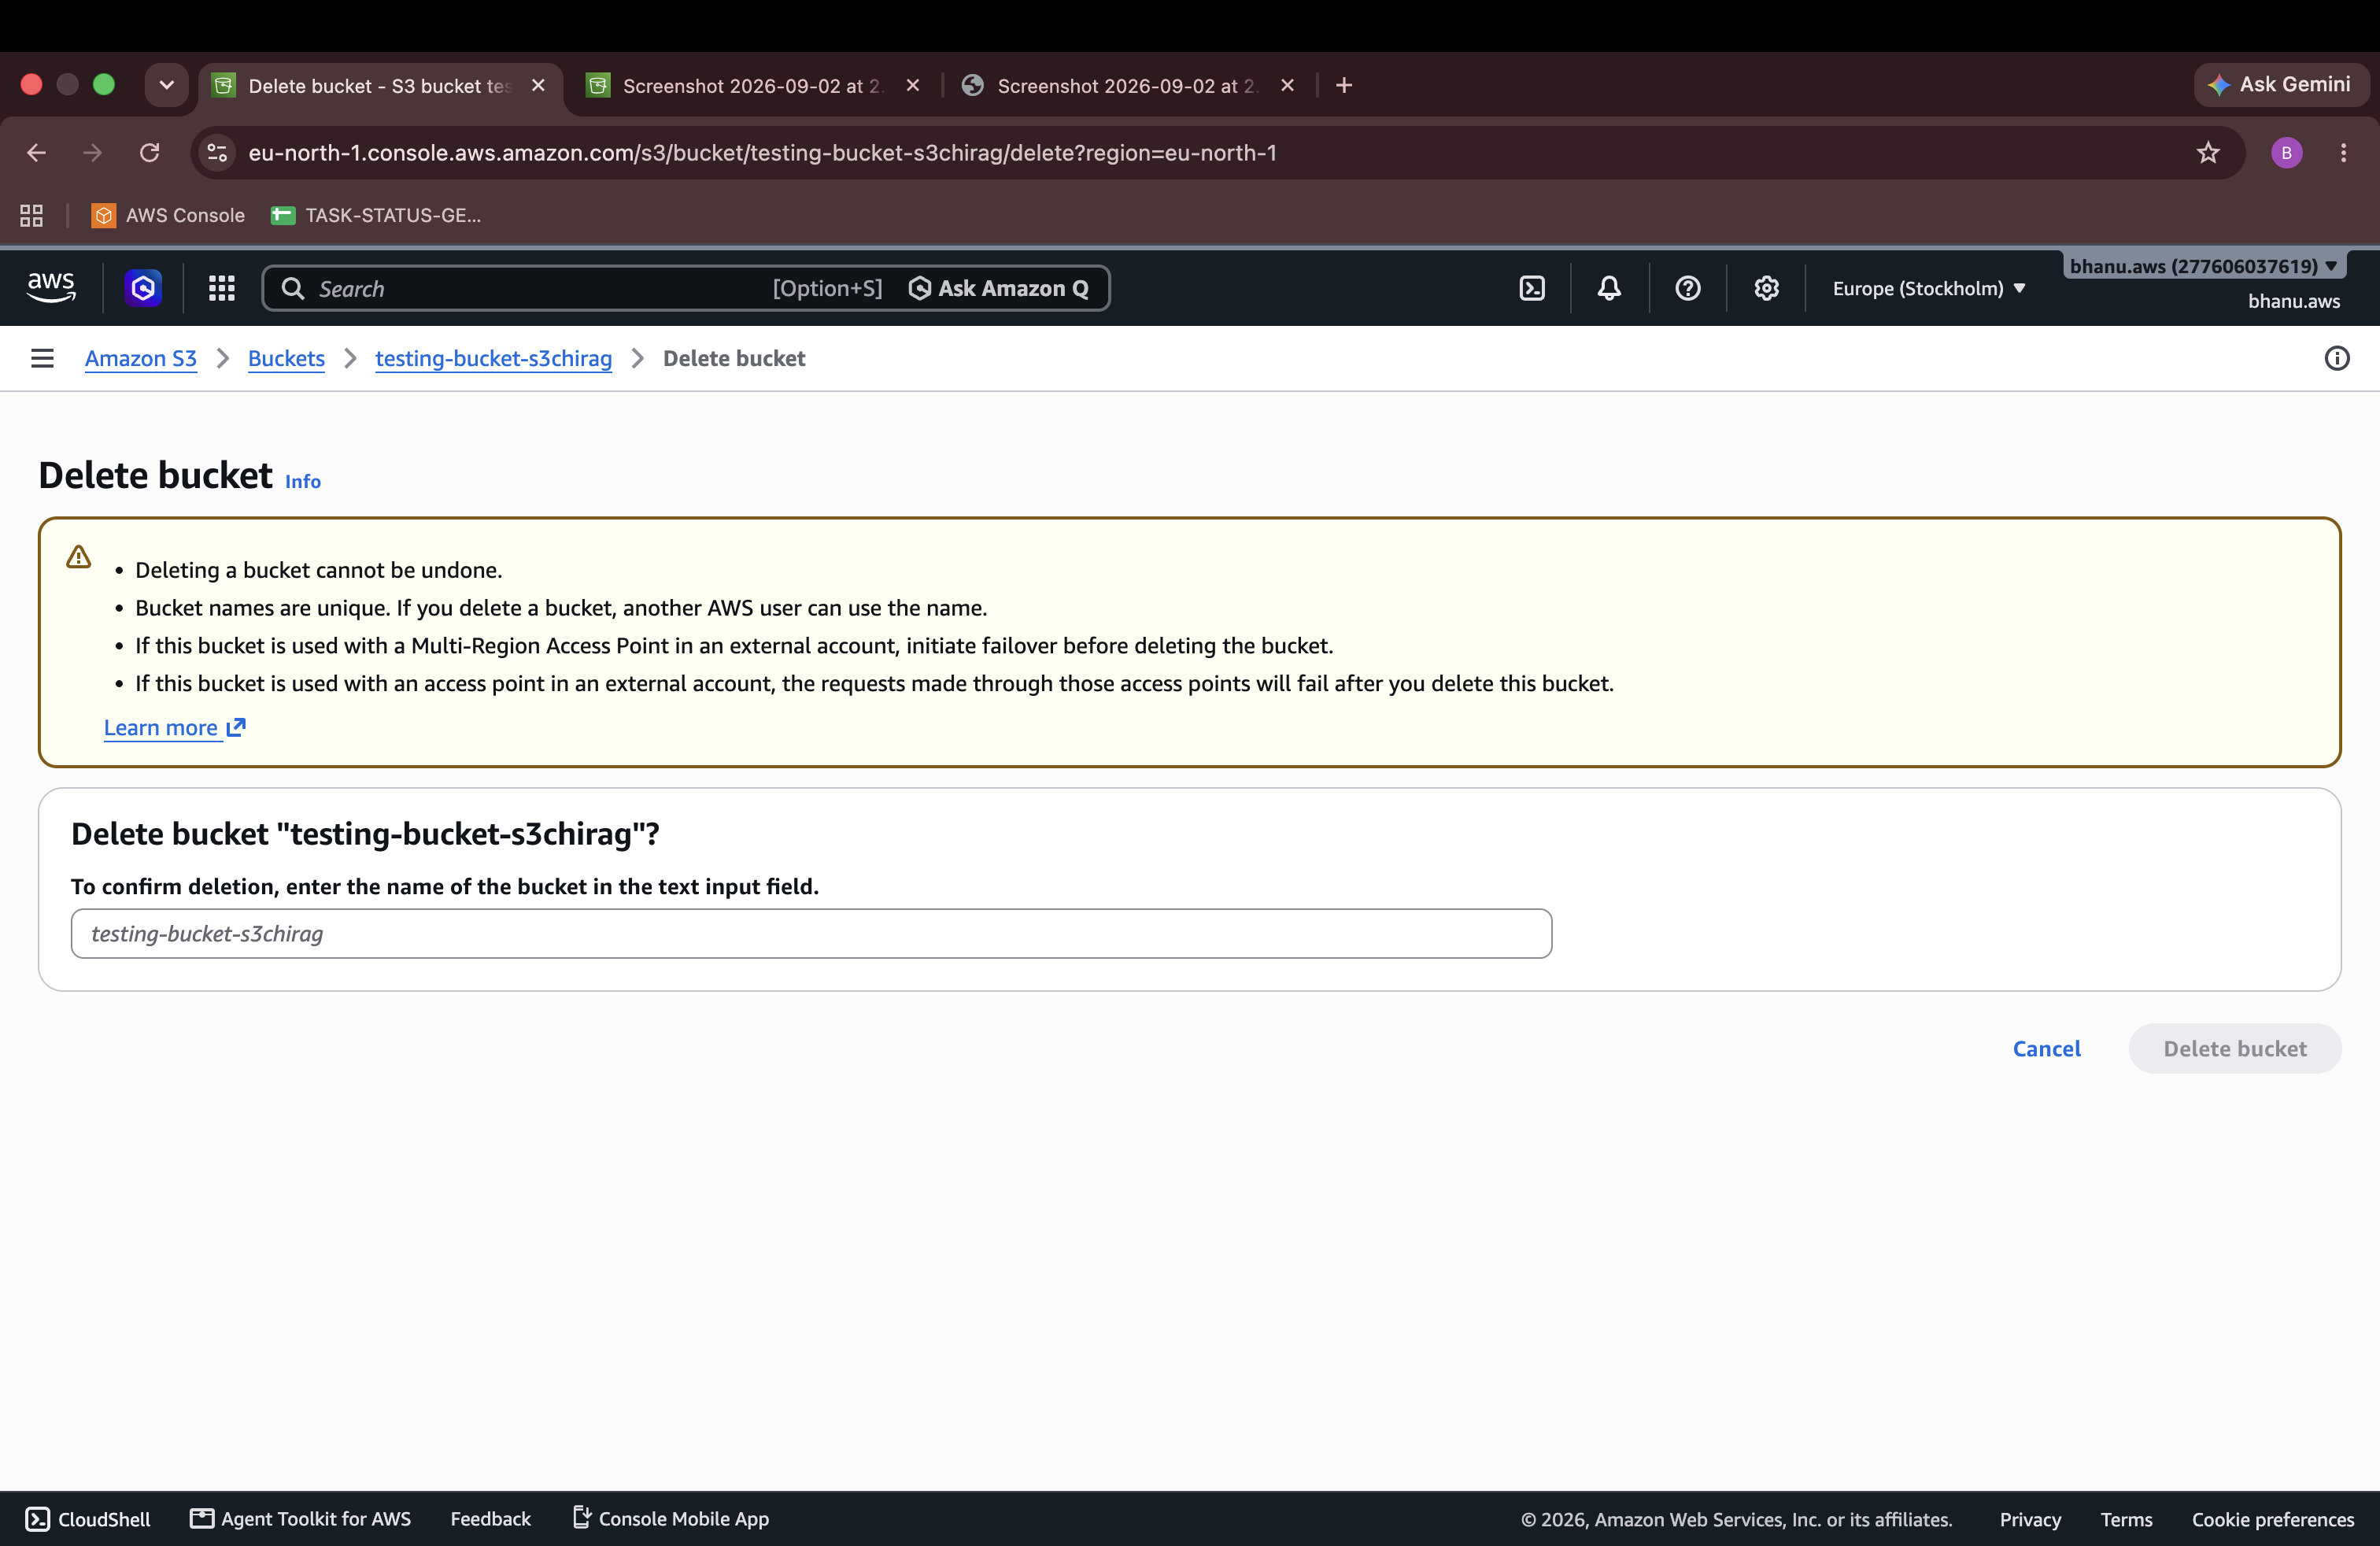 Delete bucket - S3 bucket tes
Screenshot 2026-09-02 at 2.
Screenshot 2026-09-02 at 2.
Ask Gemini
eu-north-1.console.aws.amazon.com/s3/bucket/testing-bucket-s3chirag/delete?region=eu-north-1
B
AWS Console
TASK-STATUS-GE...
aws
Search
[Option+S]
Ask Amazon Q
Europe (Stockholm)
bhanu.aws (277606037619)
bhanu.aws
Amazon S3
Buckets
testing-bucket-s3chirag
Delete bucket
Delete bucket Info
• Deleting a bucket cannot be undone.
• Bucket names are unique. If you delete a bucket, another AWS user can use the name.
• If this bucket is used with a Multi-Region Access Point in an external account, initiate failover before deleting the bucket.
• If this bucket is used with an access point in an external account, the requests made through those access points will fail after you delete this bucket.
Learn more
Delete bucket "testing-bucket-s3chirag"?
To confirm deletion, enter the name of the bucket in the text input field.
testing-bucket-s3chirag
Cancel
Delete bucket
CloudShell
Agent Toolkit for AWS
Feedback
Console Mobile App
© 2026, Amazon Web Services, Inc. or its affiliates.
Privacy
Terms
Cookie preferences